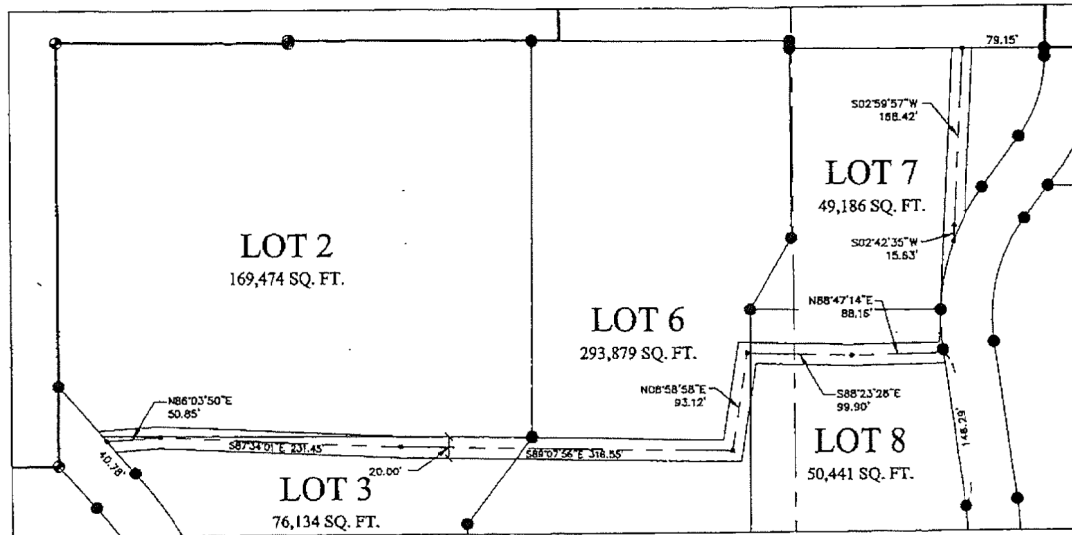 79.15'
S02°59'57"W
168.42'
LOT 7
49,186 SQ. FT.
S02°42'35"W
15.63'
LOT 2
169,474 SQ. FT.
N88°47'14"E
88.15'
LOT 6
293,879 SQ. FT.
N08°58'58"E
93.12'
S88°23'28"E
99.90'
N86°03'50"E
50.85'
S87°34'01"E 231.45'
20.00'
S89°07'56"E 318.55'
40.78'
148.29'
LOT 8
50,441 SQ. FT.
LOT 3
76,134 SQ. FT.